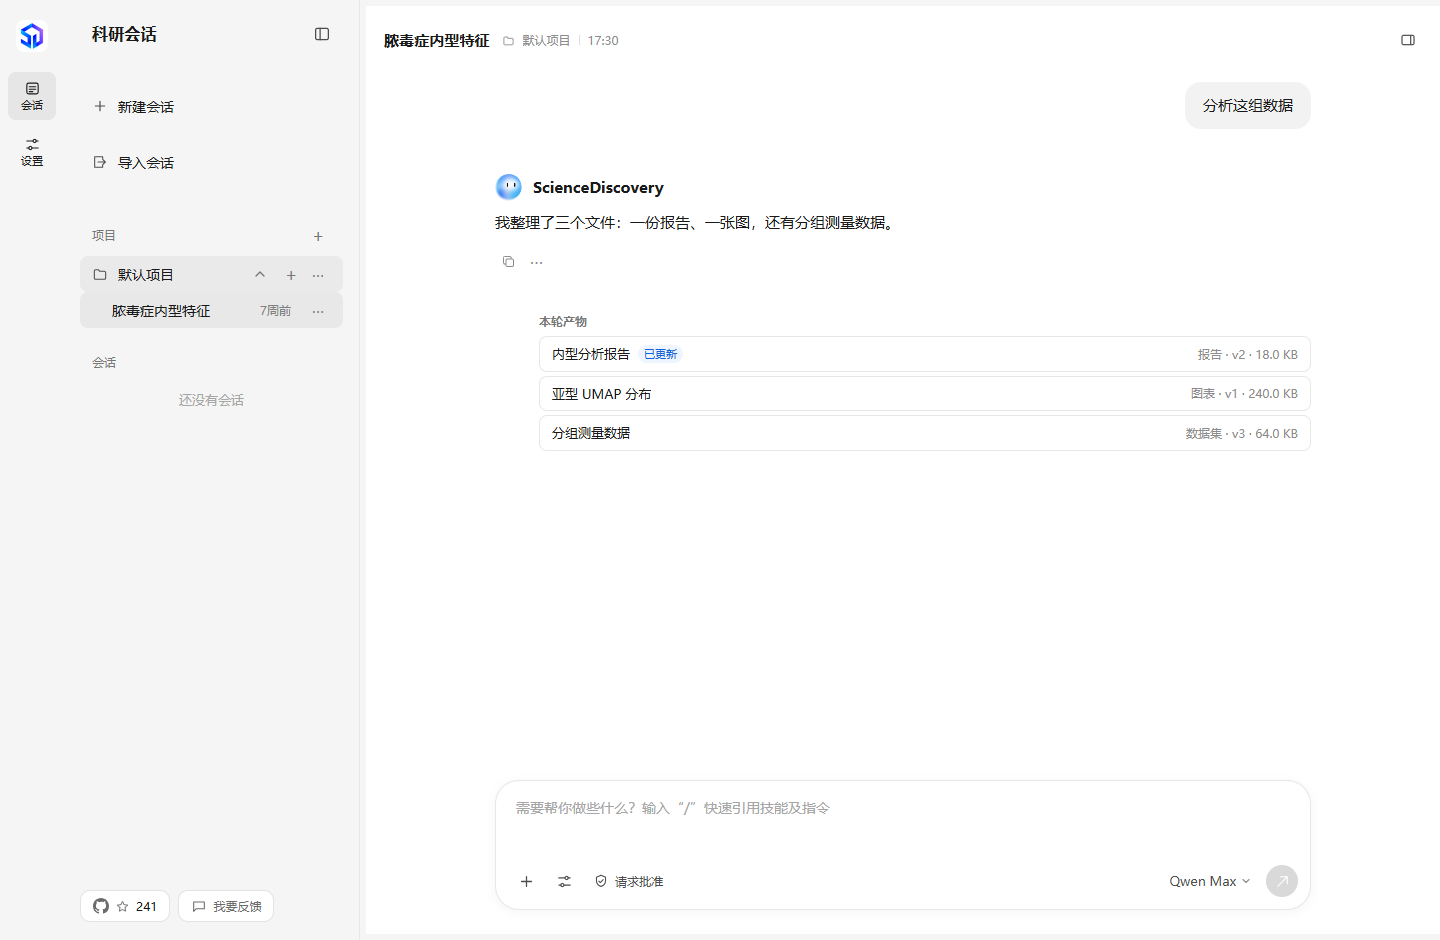 科研会话
会话
设置
新建会话
导入会话
项目
默认项目
脓毒症内型特征 7周前
会话
还没有会话
241 我要反馈
脓毒症内型特征 默认项目 17:30
分析这组数据
ScienceDiscovery
我整理了三个文件：一份报告、一张图，还有分组测量数据。
本轮产物
内型分析报告 已更新 报告 · v2 · 18.0 KB
亚型 UMAP 分布 图表 · v1 · 240.0 KB
分组测量数据 数据集 · v3 · 64.0 KB
需要帮你做些什么？输入“/”快速引用技能及指令
请求批准 Qwen Max